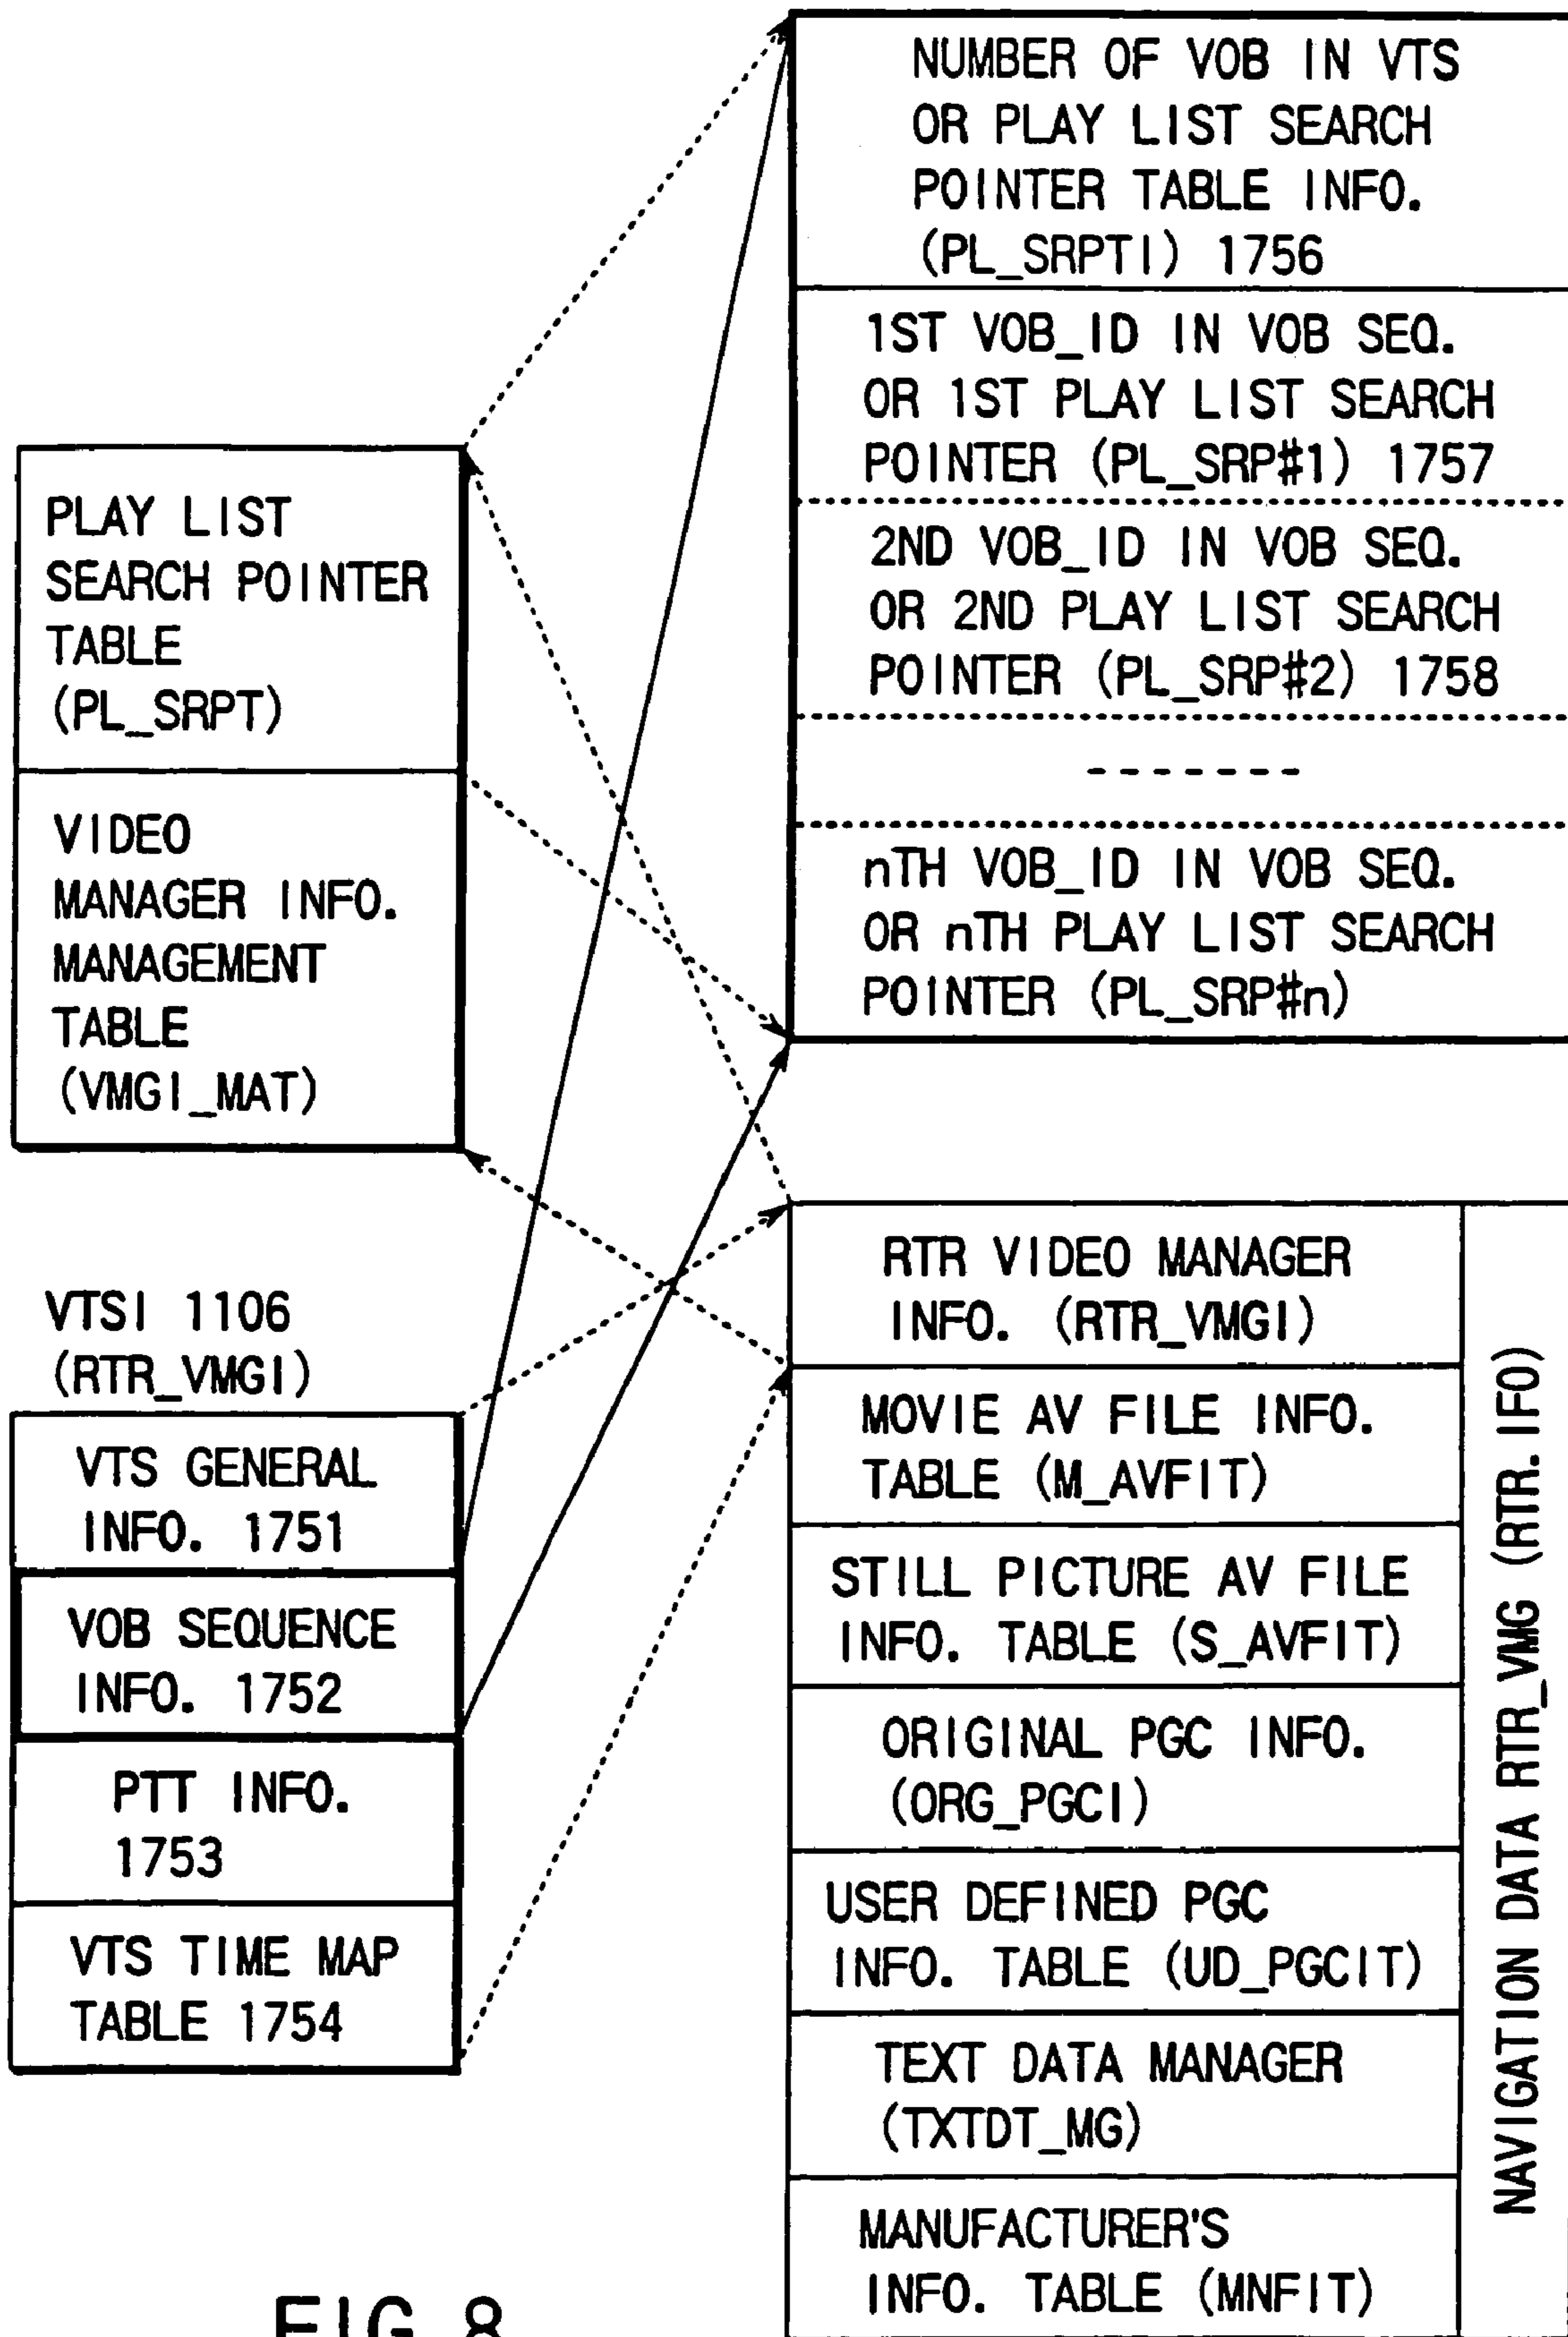 NUMBER OF VOB IN VTS
OR PLAY LIST SEARCH
POINTER TABLE INFO.
(PL_SRPTI) 1756
1ST VOB_ID IN VOB SEQ.
OR 1ST PLAY LIST SEARCH
POINTER (PL_SRP#1) 1757
2ND VOB_ID IN VOB SEQ.
OR 2ND PLAY LIST SEARCH
POINTER (PL_SRP#2) 1758
-------
nTH VOB_ID IN VOB SEQ.
OR nTH PLAY LIST SEARCH
POINTER (PL_SRP#n)
PLAY LIST
SEARCH POINTER
TABLE
(PL_SRPT)
VIDEO
MANAGER INFO.
MANAGEMENT
TABLE
(VMGI_MAT)
VTSI 1106
(RTR_VMGI)
VTS GENERAL
INFO. 1751
VOB SEQUENCE
INFO. 1752
PTT INFO.
1753
VTS TIME MAP
TABLE 1754
RTR VIDEO MANAGER
INFO. (RTR_VMGI)
MOVIE AV FILE INFO.
TABLE (M_AVFIT)
STILL PICTURE AV FILE
INFO. TABLE (S_AVFIT)
ORIGINAL PGC INFO.
(ORG_PGCI)
USER DEFINED PGC
INFO. TABLE (UD_PGCIT)
TEXT DATA MANAGER
(TXTDT_MG)
MANUFACTURER'S
INFO. TABLE (MNFIT)
NAVIGATION DATA RTR_VMG (RTR.IFO)
FIG.8